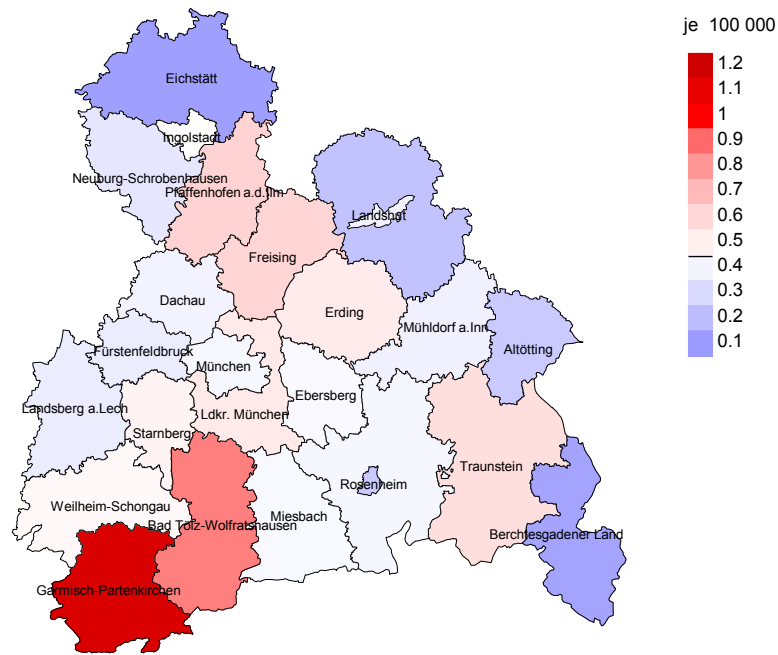 je 100 000
1.2
1.1
1
0.9
0.8
0.7
0.6
0.5
0.4
0.3
0.2
0.1
Eichstätt
Ingolstadt
Neuburg-Schrobenhausen
Pfaffenhofen a.d.Ilm
Landshst
Freising
Dachau
Erding
Mühldorf a.Inn
Altötting
Fürstenfeldbruck
München
Ebersberg
Landsberg a.Lech
Ldkr. München
Starnberg
Traunstein
Rosenheim
Weilheim-Schongau
Miesbach
Bad Tölz-Wolfratshausen
Berchtesgadener Land
Garmisch-Partenkirchen